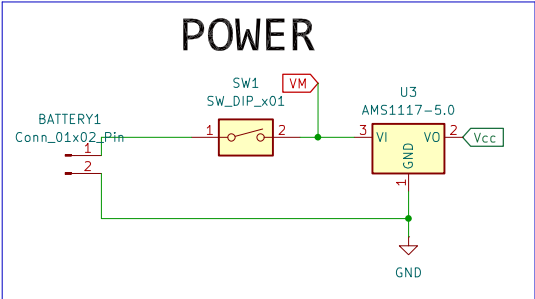 POWER
SW1
SW_DIP_x01
VM
U3
AMS1117-5.0
BATTERY1
Conn_01x02_Pin
1
2
1
2
3
VI
VO
2
Vcc
GND
1
GND